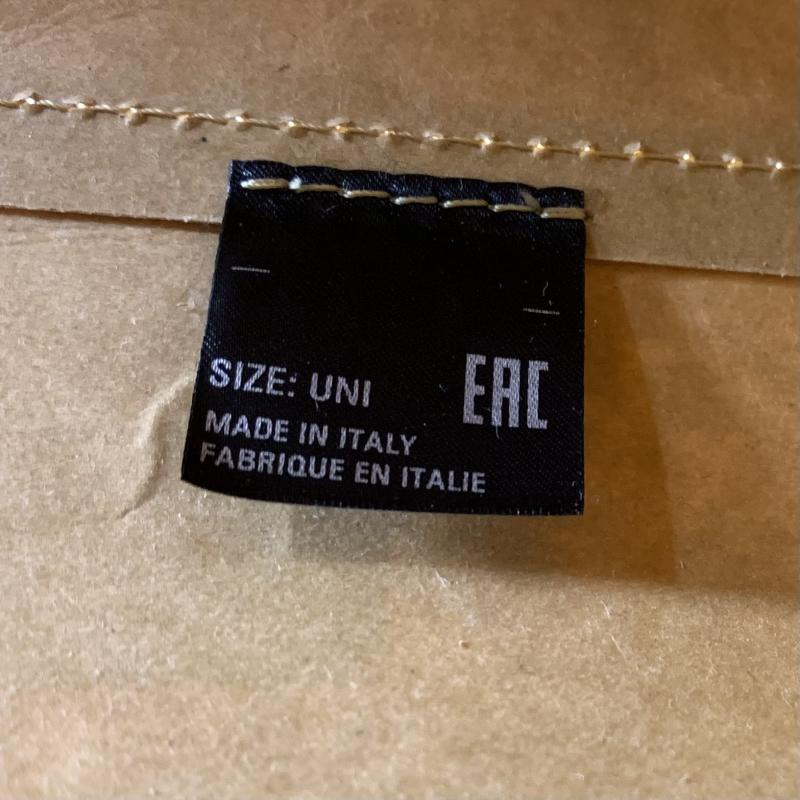 SIZE: UNI
EAC
MADE IN ITALY
FABRIQUE EN ITALIE